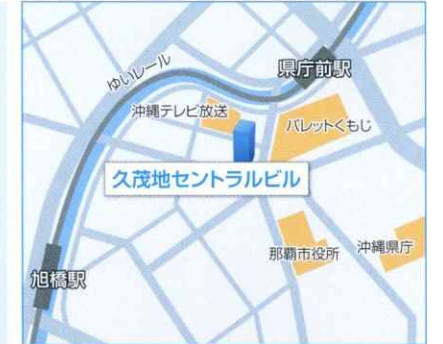 県庁前駅
ゆいレール
沖縄テレビ放送
パレットくもじ
久茂地セントラルビル
那覇市役所
沖縄県庁
旭橋駅